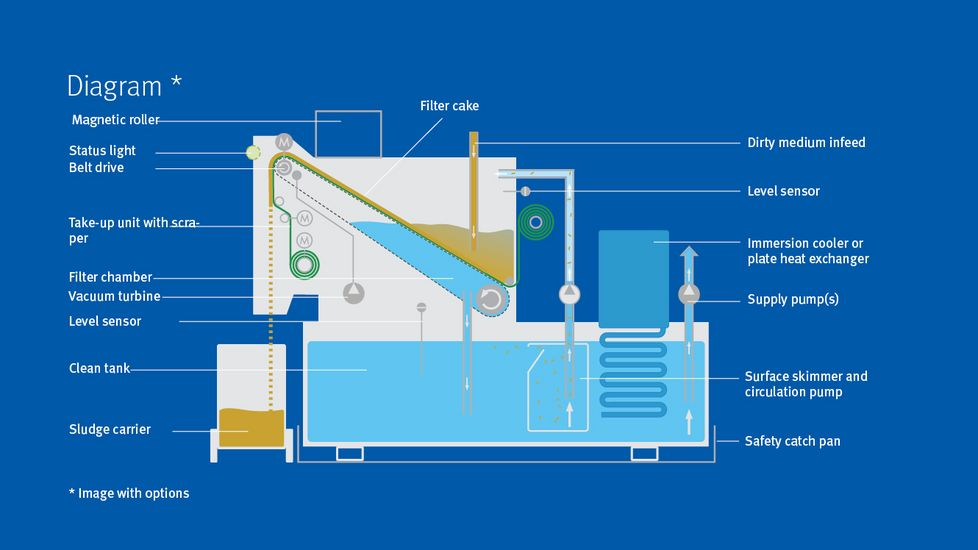 Diagram *
Filter cake
Magnetic roller
Status light
Belt drive
Take-up unit with scra-
per
Filter chamber
Vacuum turbine
Level sensor
Clean tank
Sludge carrier
M
M
M
Dirty medium infeed
Level sensor
Immersion cooler or
plate heat exchanger
Supply pump(s)
Surface skimmer and
circulation pump
Safety catch pan
* Image with options